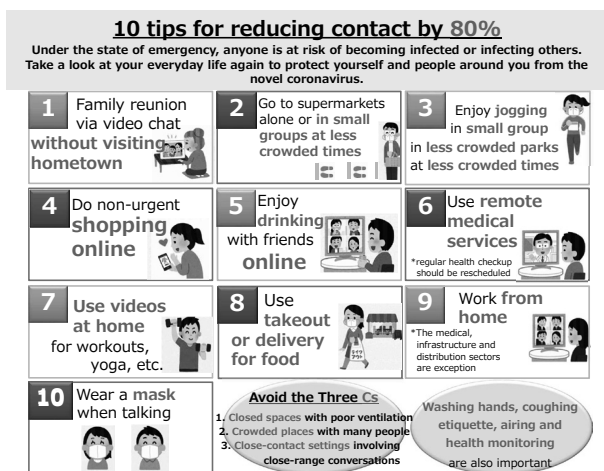 10 tips for reducing contact by 80%
Under the state of emergency, anyone is at risk of becoming infected or infecting others.
Take a look at your everyday life again to protect yourself and people around you from the
novel coronavirus.
1
Family reunion
via video chat
without visiting
hometown
2
Go to supermarkets
alone or in small
groups at less
crowded times
3
Enjoy jogging
in small group
in less crowded parks
at less crowded times
4
Do non-urgent
shopping
online
5
Enjoy
drinking
with friends
online
6
Use remote
medical
services
*regular health checkup
should be rescheduled
7
Use videos
at home
for workouts,
yoga, etc.
8
Use
takeout
or delivery
for food
テイク
アウト
9
Work from
home
*The medical,
infrastructure and
distribution sectors
are exception
10
Wear a mask
when talking
Avoid the Three Cs
1. Closed spaces with poor ventilation
2. Crowded places with many people
3. Close-contact settings involving
close-range conversations
Washing hands, coughing
etiquette, airing and
health monitoring
are also important